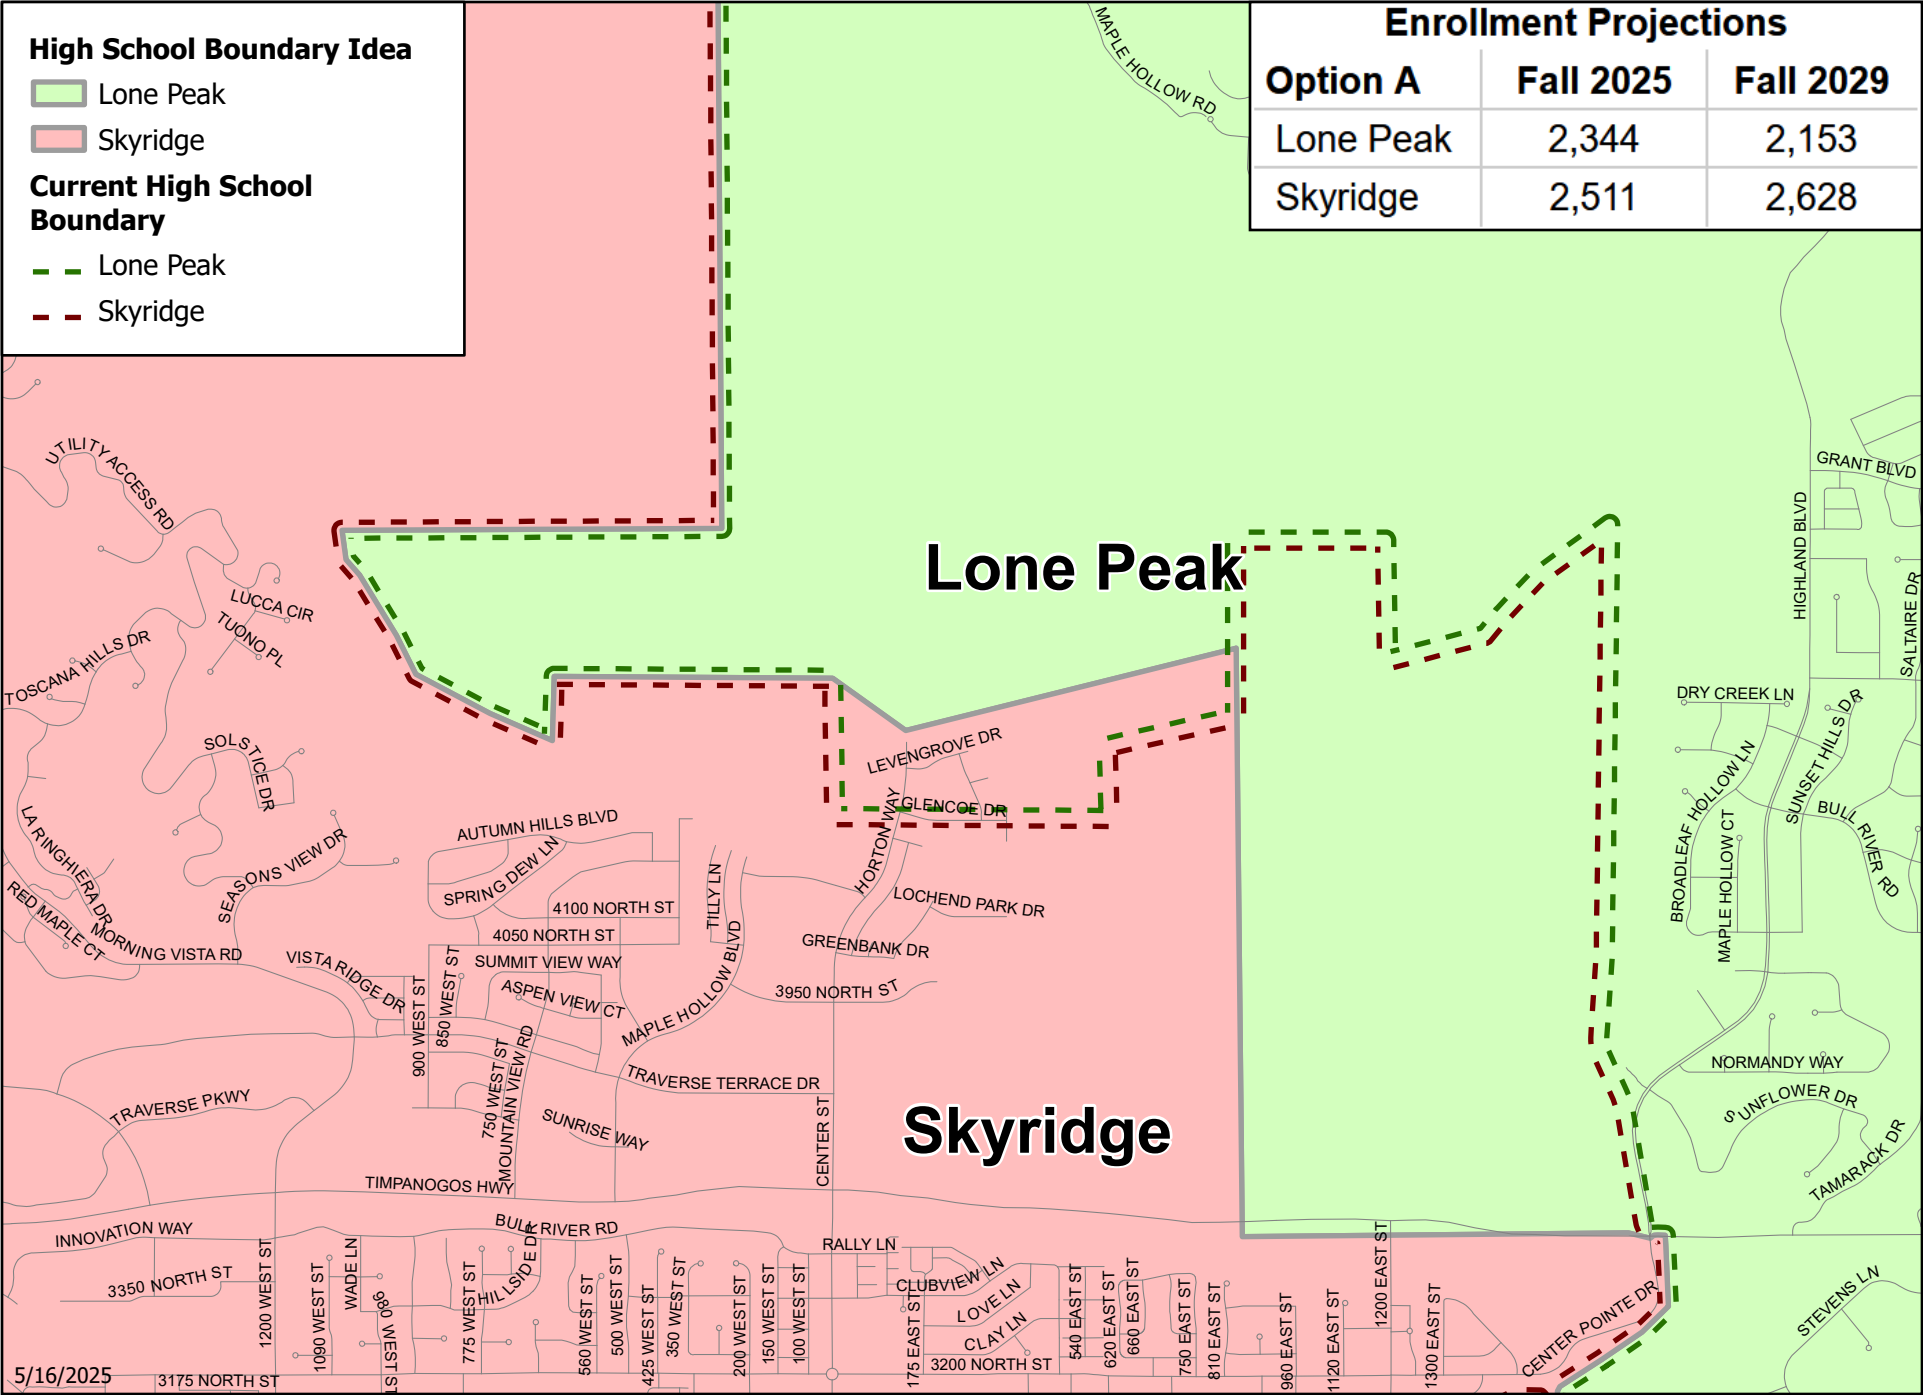 High School Boundary Idea
Lone Peak
Skyridge
Current High School
Boundary
Lone Peak
Skyridge
Enrollment Projections
Option A Fall 2025 Fall 2029
Lone Peak 2,344 2,153
Skyridge 2,511 2,628
MAPLE HOLLOW RD
UTILITY ACCESS RD
GRANT BLVD
HIGHLAND BLVD
SALTAIRE DR
Lone Peak
LUCCA CIR
TUONO PL
TOSCANA HILLS DR
DRY CREEK LN
SUNSET HILLS DR
BROADLEAF HOLLOW LN
MAPLE HOLLOW CT
BULL RIVER RD
SOLSTICE DR
LEVENGROVE DR
GLENCOE DR
HORTON WAY
LA RINGHIERA DR
SEASONS VIEW DR
AUTUMN HILLS BLVD
SPRING DEW LN
TILLY LN
LOCHEND PARK DR
RED MAPLE CT
4100 NORTH ST
4050 NORTH ST
GREENBANK DR
MORNING VISTA RD
VISTA RIDGE DR
SUMMIT VIEW WAY
ASPEN VIEW CT
MAPLE HOLLOW BLVD
3950 NORTH ST
900 WEST ST
850 WEST ST
750 WEST ST
MOUNTAIN VIEW RD
NORMANDY WAY
TRAVERSE TERRACE DR
SUNFLOWER DR
TRAVERSE PKWY
SUNRISE WAY
CENTER ST
Skyridge
TAMARACK DR
TIMPANOGOS HWY
INNOVATION WAY
BULL RIVER RD
RALLY LN
3350 NORTH ST
1200 WEST ST
1090 WEST ST
WADE LN
980 WEST ST
775 WEST ST
HILLSIDE DR
560 WEST ST
500 WEST ST
425 WEST ST
350 WEST ST
200 WEST ST
150 WEST ST
100 WEST ST
CLUBVIEW LN
LOVE LN
CLAY LN
175 EAST ST
3200 NORTH ST
540 EAST ST
620 EAST ST
660 EAST ST
750 EAST ST
810 EAST ST
960 EAST ST
1120 EAST ST
1200 EAST ST
1300 EAST ST
CENTER POINTE DR
STEVENS LN
5/16/2025
3175 NORTH ST